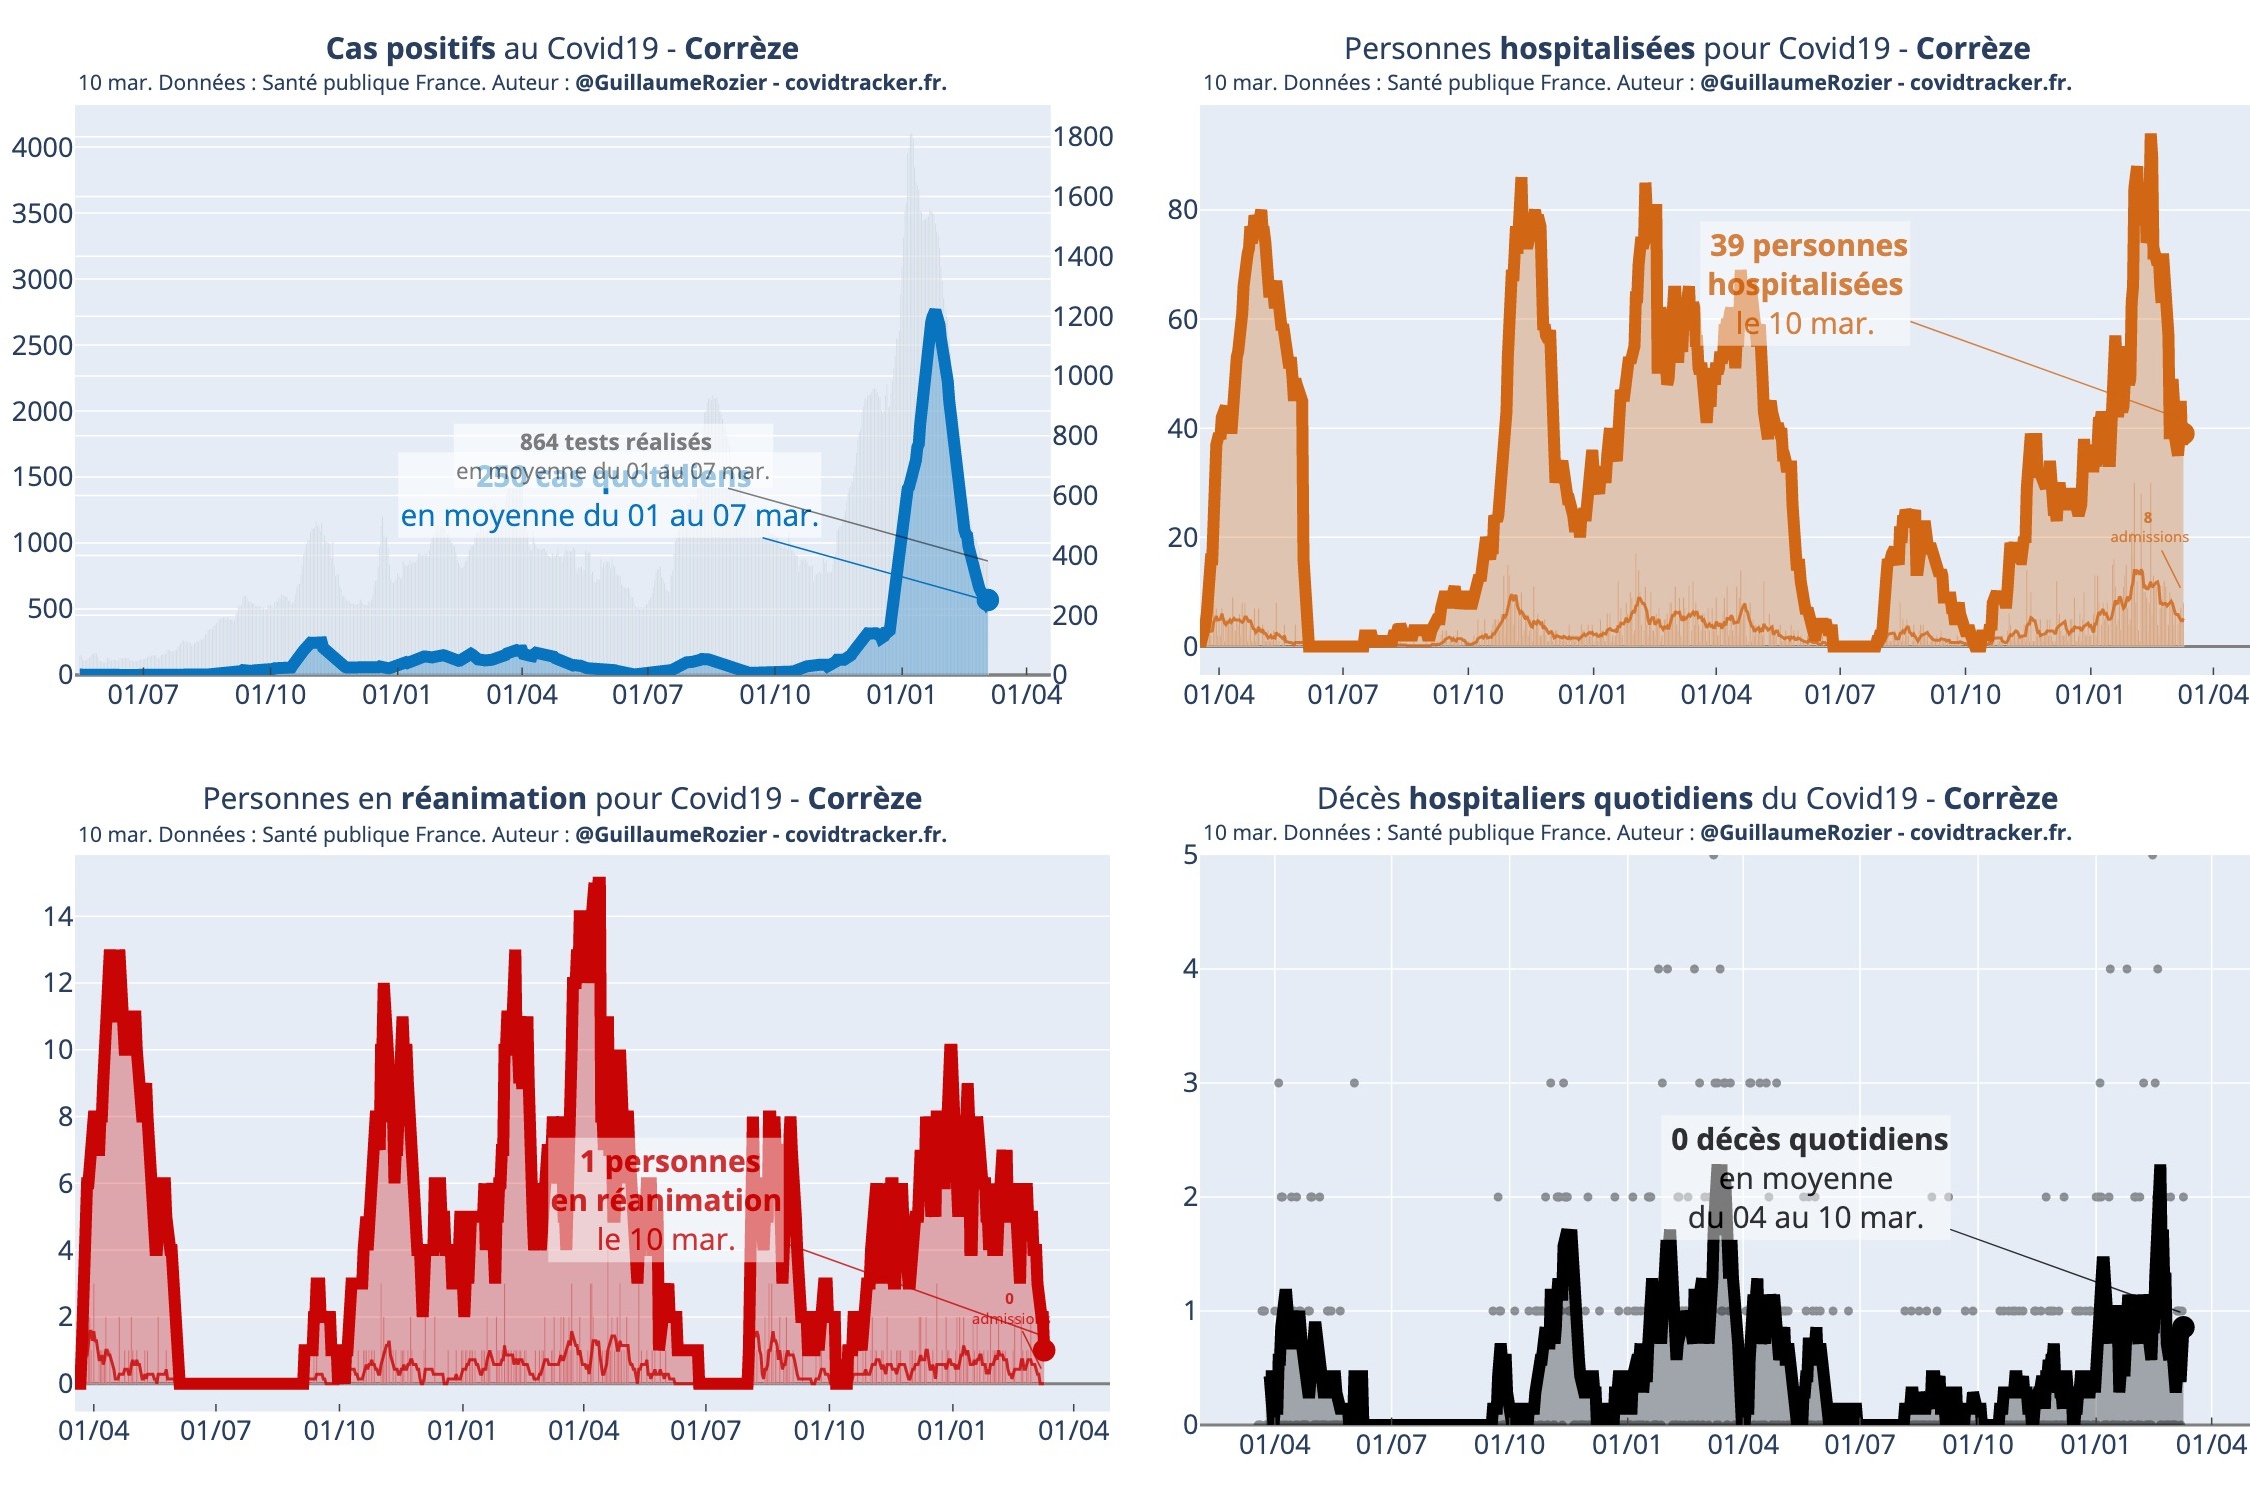 Cas positifs au Covid19 - Corrèze
10 mar. Données : Santé publique France. Auteur : @GuillaumeRozier - covidtracker.fr.
4000
3500
3000
2500
2000
1500
1000
500
0
1800
1600
1400
1200
1000
800
600
400
200
0
864 tests réalisés
en moyenne du 01 au 07 mar.
250 cas quotidiens
en moyenne du 01 au 07 mar.
01/07 01/10 01/01 01/04 01/07 01/10 01/01 01/04
Personnes hospitalisées pour Covid19 - Corrèze
10 mar. Données : Santé publique France. Auteur : @GuillaumeRozier - covidtracker.fr.
80
60
40
20
0
39 personnes
hospitalisées
le 10 mar.
8
admissions
01/04 01/07 01/10 01/01 01/04 01/07 01/10 01/01 01/04
Personnes en réanimation pour Covid19 - Corrèze
10 mar. Données : Santé publique France. Auteur : @GuillaumeRozier - covidtracker.fr.
14
12
10
8
6
4
2
0
1 personnes
en réanimation
le 10 mar.
0
admissions
01/04 01/07 01/10 01/01 01/04 01/07 01/10 01/01 01/04
Décès hospitaliers quotidiens du Covid19 - Corrèze
10 mar. Données : Santé publique France. Auteur : @GuillaumeRozier - covidtracker.fr.
5
4
3
2
1
0
0 décès quotidiens
en moyenne
du 04 au 10 mar.
01/04 01/07 01/10 01/01 01/04 01/07 01/10 01/01 01/04